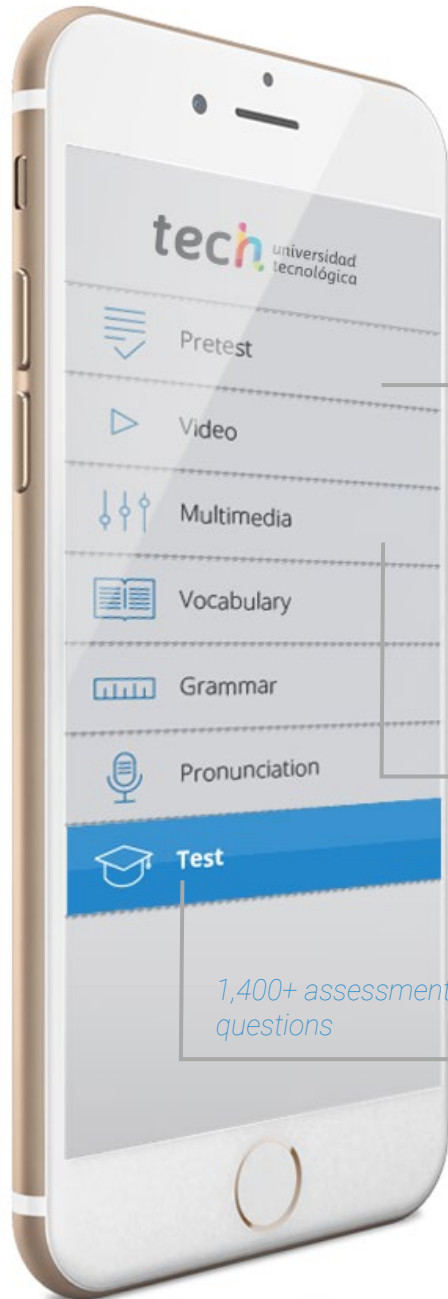 tech universidad
tecnológica
Pretest
Video
Multimedia
Vocabulary
Grammar
Pronunciation
Test
1,400+ assessment
questions